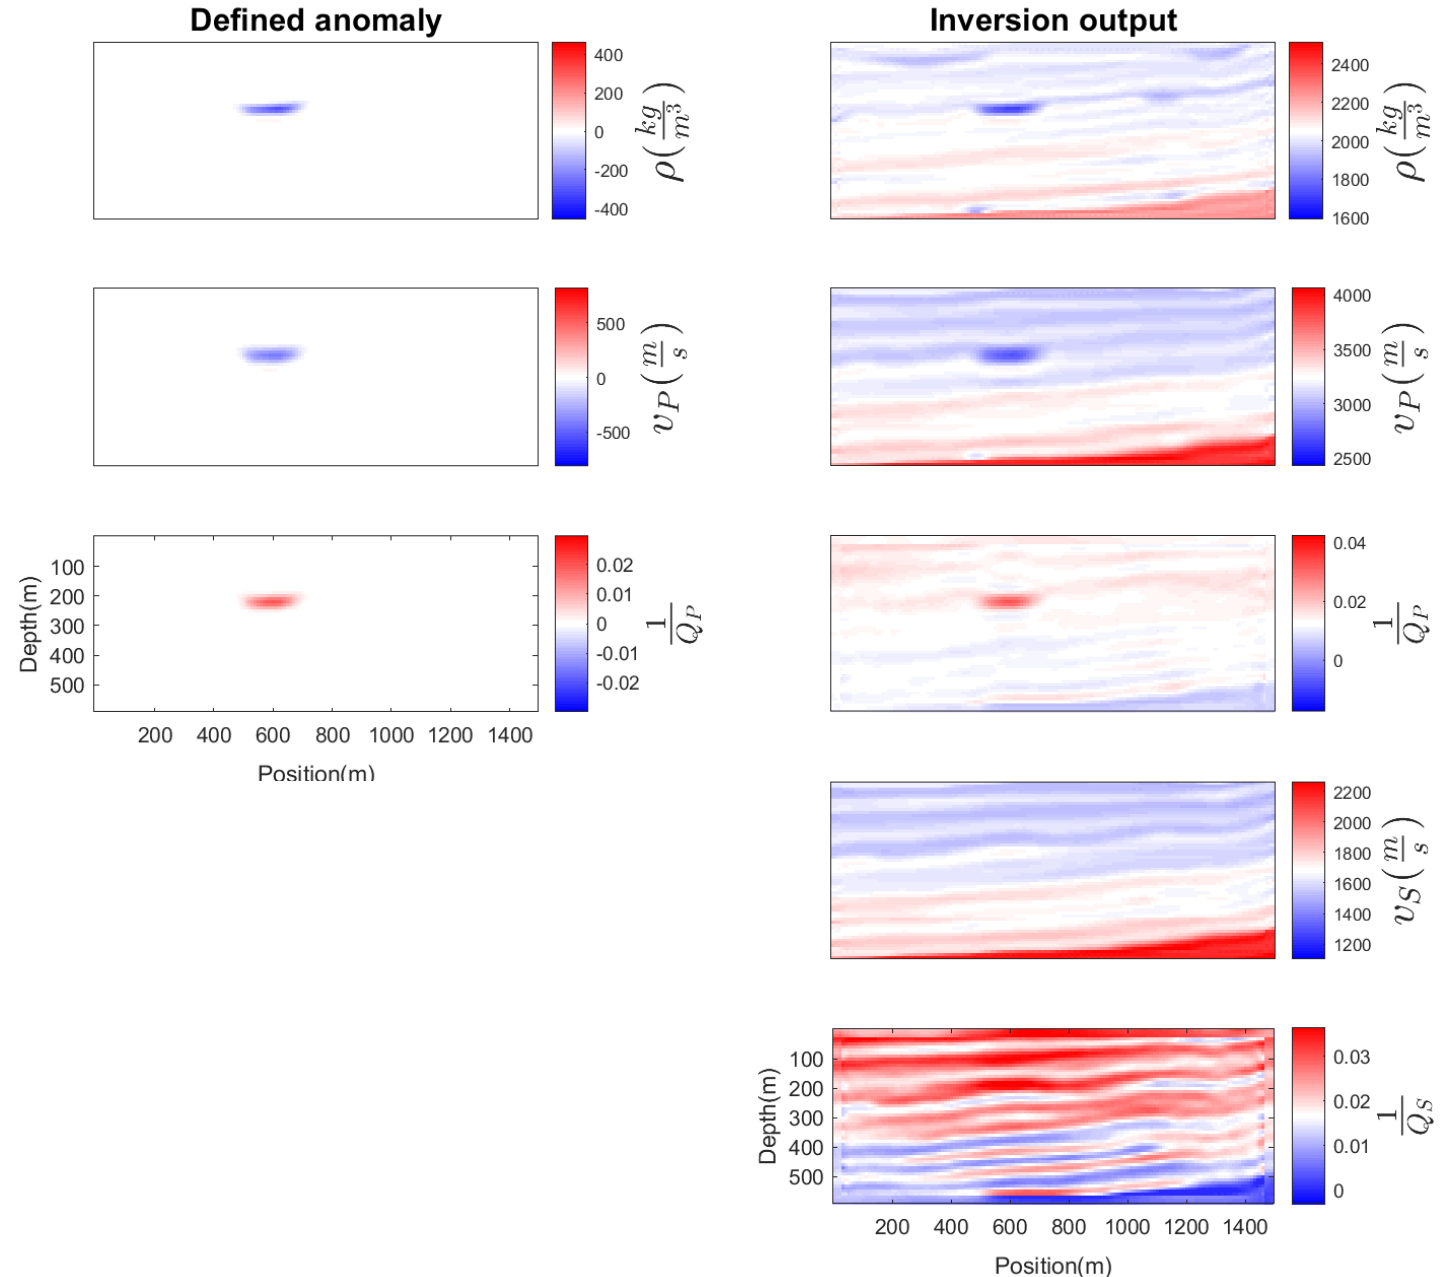 Defined anomaly
400
200
0
-200
-400
ρ(kg/m³)
500
0
-500
v_P(m/s)
100
200
300
400
500
Depth(m)
200 400 600 800 1000 1200 1400
Position(m)
0.02
0.01
0
-0.01
-0.02
1/Q_P
Inversion output
2400
2200
2000
1800
1600
ρ(kg/m³)
4000
3500
3000
2500
v_P(m/s)
0.04
0.02
0
1/Q_P
2200
2000
1800
1600
1400
1200
v_S(m/s)
100
200
300
400
500
Depth(m)
200 400 600 800 1000 1200 1400
Position(m)
0.03
0.02
0.01
0
1/Q_S